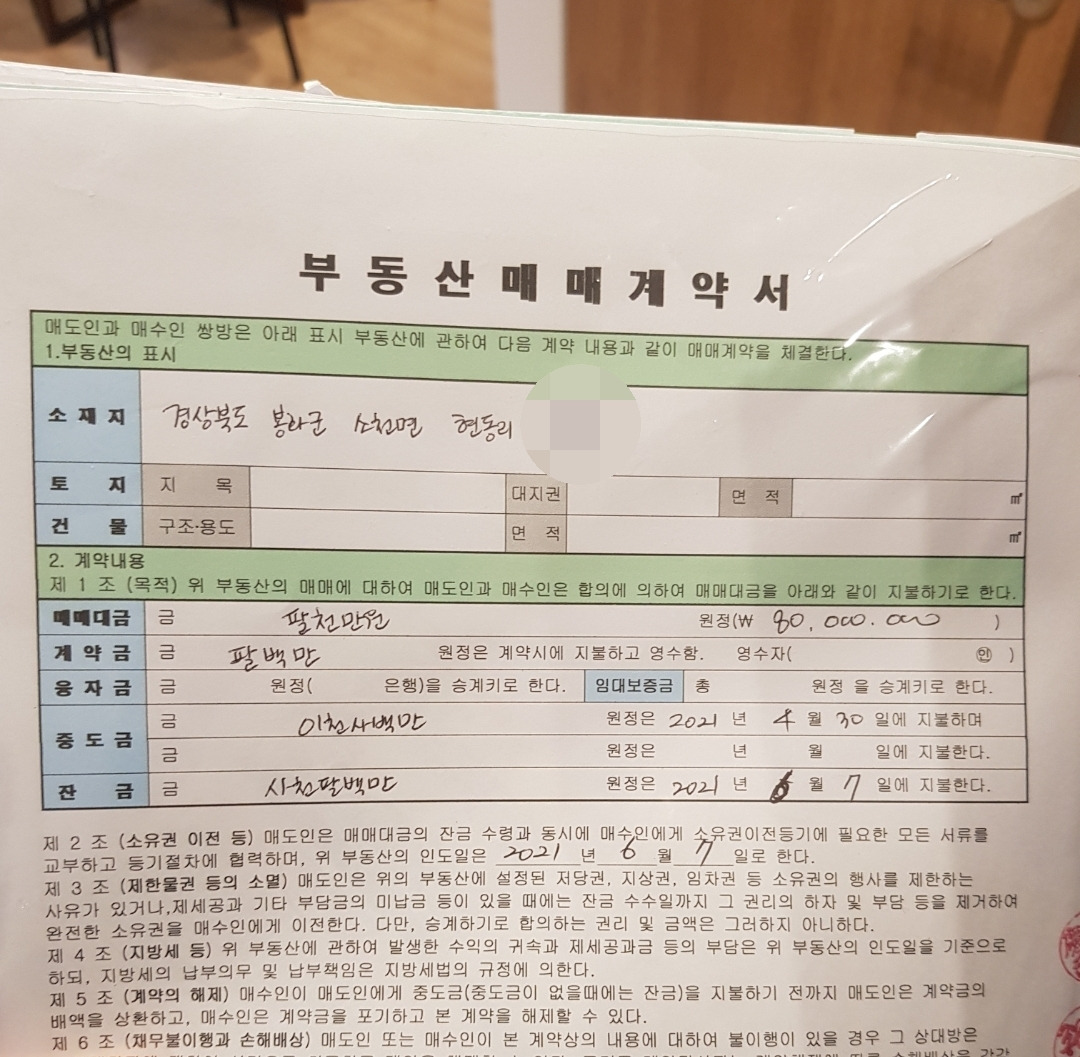 부동산매매계약서
매도인과 매수인 쌍방은 아래 표시 부동산에 관하여 다음 계약 내용과 같이 매매계약을 체결한다.
1.부동산의 표시
소재지 경상북도 봉화군 소천면 현동리
토 지 지 목 대지권 면 적 ㎡
건 물 구조·용도 면 적 ㎡
2. 계약내용
제 1 조 (목적) 위 부동산의 매매에 대하여 매도인과 매수인은 합의에 의하여 매매대금을 아래와 같이 지불하기로 한다.
매매대금 금 팔천만원 원정(₩ 80,000.000 )
계약금 금 팔백만 원정은 계약시에 지불하고 영수함. 영수자( ㊞ )
융자금 금 원정( 은행)을 승계키로 한다. 임대보증금 총 원정 을 승계키로 한다.
중도금 금 이천사백만 원정은 2021 년 4 월 30 일에 지불하며
금 원정은 년 월 일에 지불한다.
잔 금 금 사천팔백만 원정은 2021 년 6 월 7 일에 지불한다.
제 2 조 (소유권 이전 등) 매도인은 매매대금의 잔금 수령과 동시에 매수인에게 소유권이전등기에 필요한 모든 서류를
교부하고 등기절차에 협력하며, 위 부동산의 인도일은 2021 년 6 월 7 일로 한다.
제 3 조 (제한물권 등의 소멸) 매도인은 위의 부동산에 설정된 저당권, 지상권, 임차권 등 소유권의 행사를 제한하는
사유가 있거나,제세공과 기타 부담금의 미납금 등이 있을 때에는 잔금 수수일까지 그 권리의 하자 및 부담 등을 제거하여
완전한 소유권을 매수인에게 이전한다. 다만, 승계하기로 합의하는 권리 및 금액은 그러하지 아니하다.
제 4 조 (지방세 등) 위 부동산에 관하여 발생한 수익의 귀속과 제세공과금 등의 부담은 위 부동산의 인도일을 기준으로
하되, 지방세의 납부의무 및 납부책임은 지방세법의 규정에 의한다.
제 5 조 (계약의 해제) 매수인이 매도인에게 중도금(중도금이 없을때에는 잔금)을 지불하기 전까지 매도인은 계약금의
배액을 상환하고, 매수인은 계약금을 포기하고 본 계약을 해제할 수 있다.
제 6 조 (채무불이행과 손해배상) 매도인 또는 매수인이 본 계약상의 내용에 대하여 불이행이 있을 경우 그 상대방은